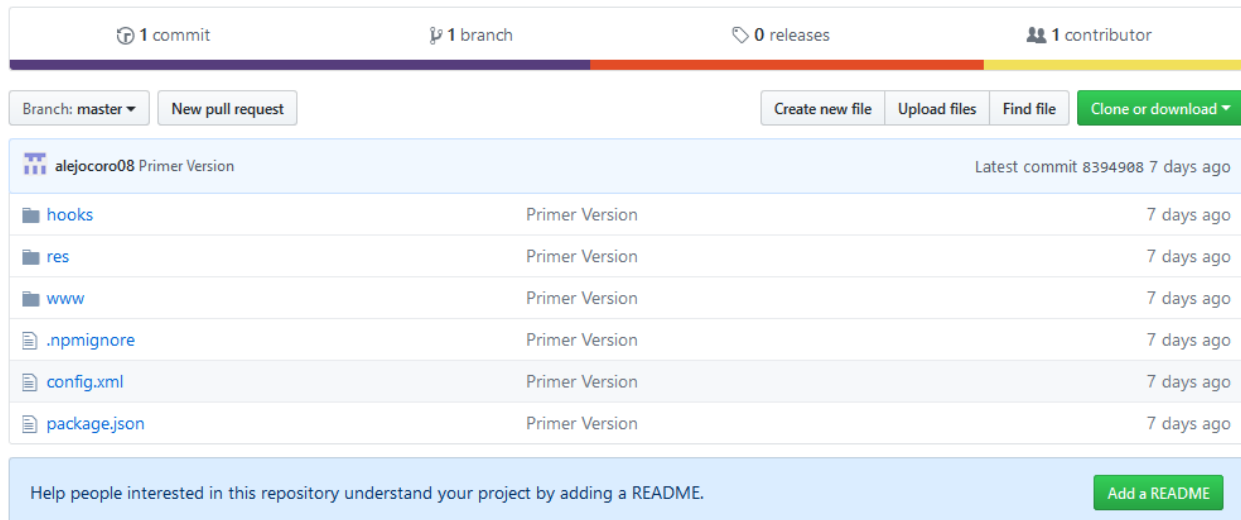 1 commit 1 branch 0 releases 1 contributor
Branch: master New pull request Create new file Upload files Find file Clone or download
alejocoro08 Primer Version Latest commit 8394908 7 days ago
hooks Primer Version 7 days ago
res Primer Version 7 days ago
www Primer Version 7 days ago
.npmignore Primer Version 7 days ago
config.xml Primer Version 7 days ago
package.json Primer Version 7 days ago
Help people interested in this repository understand your project by adding a README. Add a README